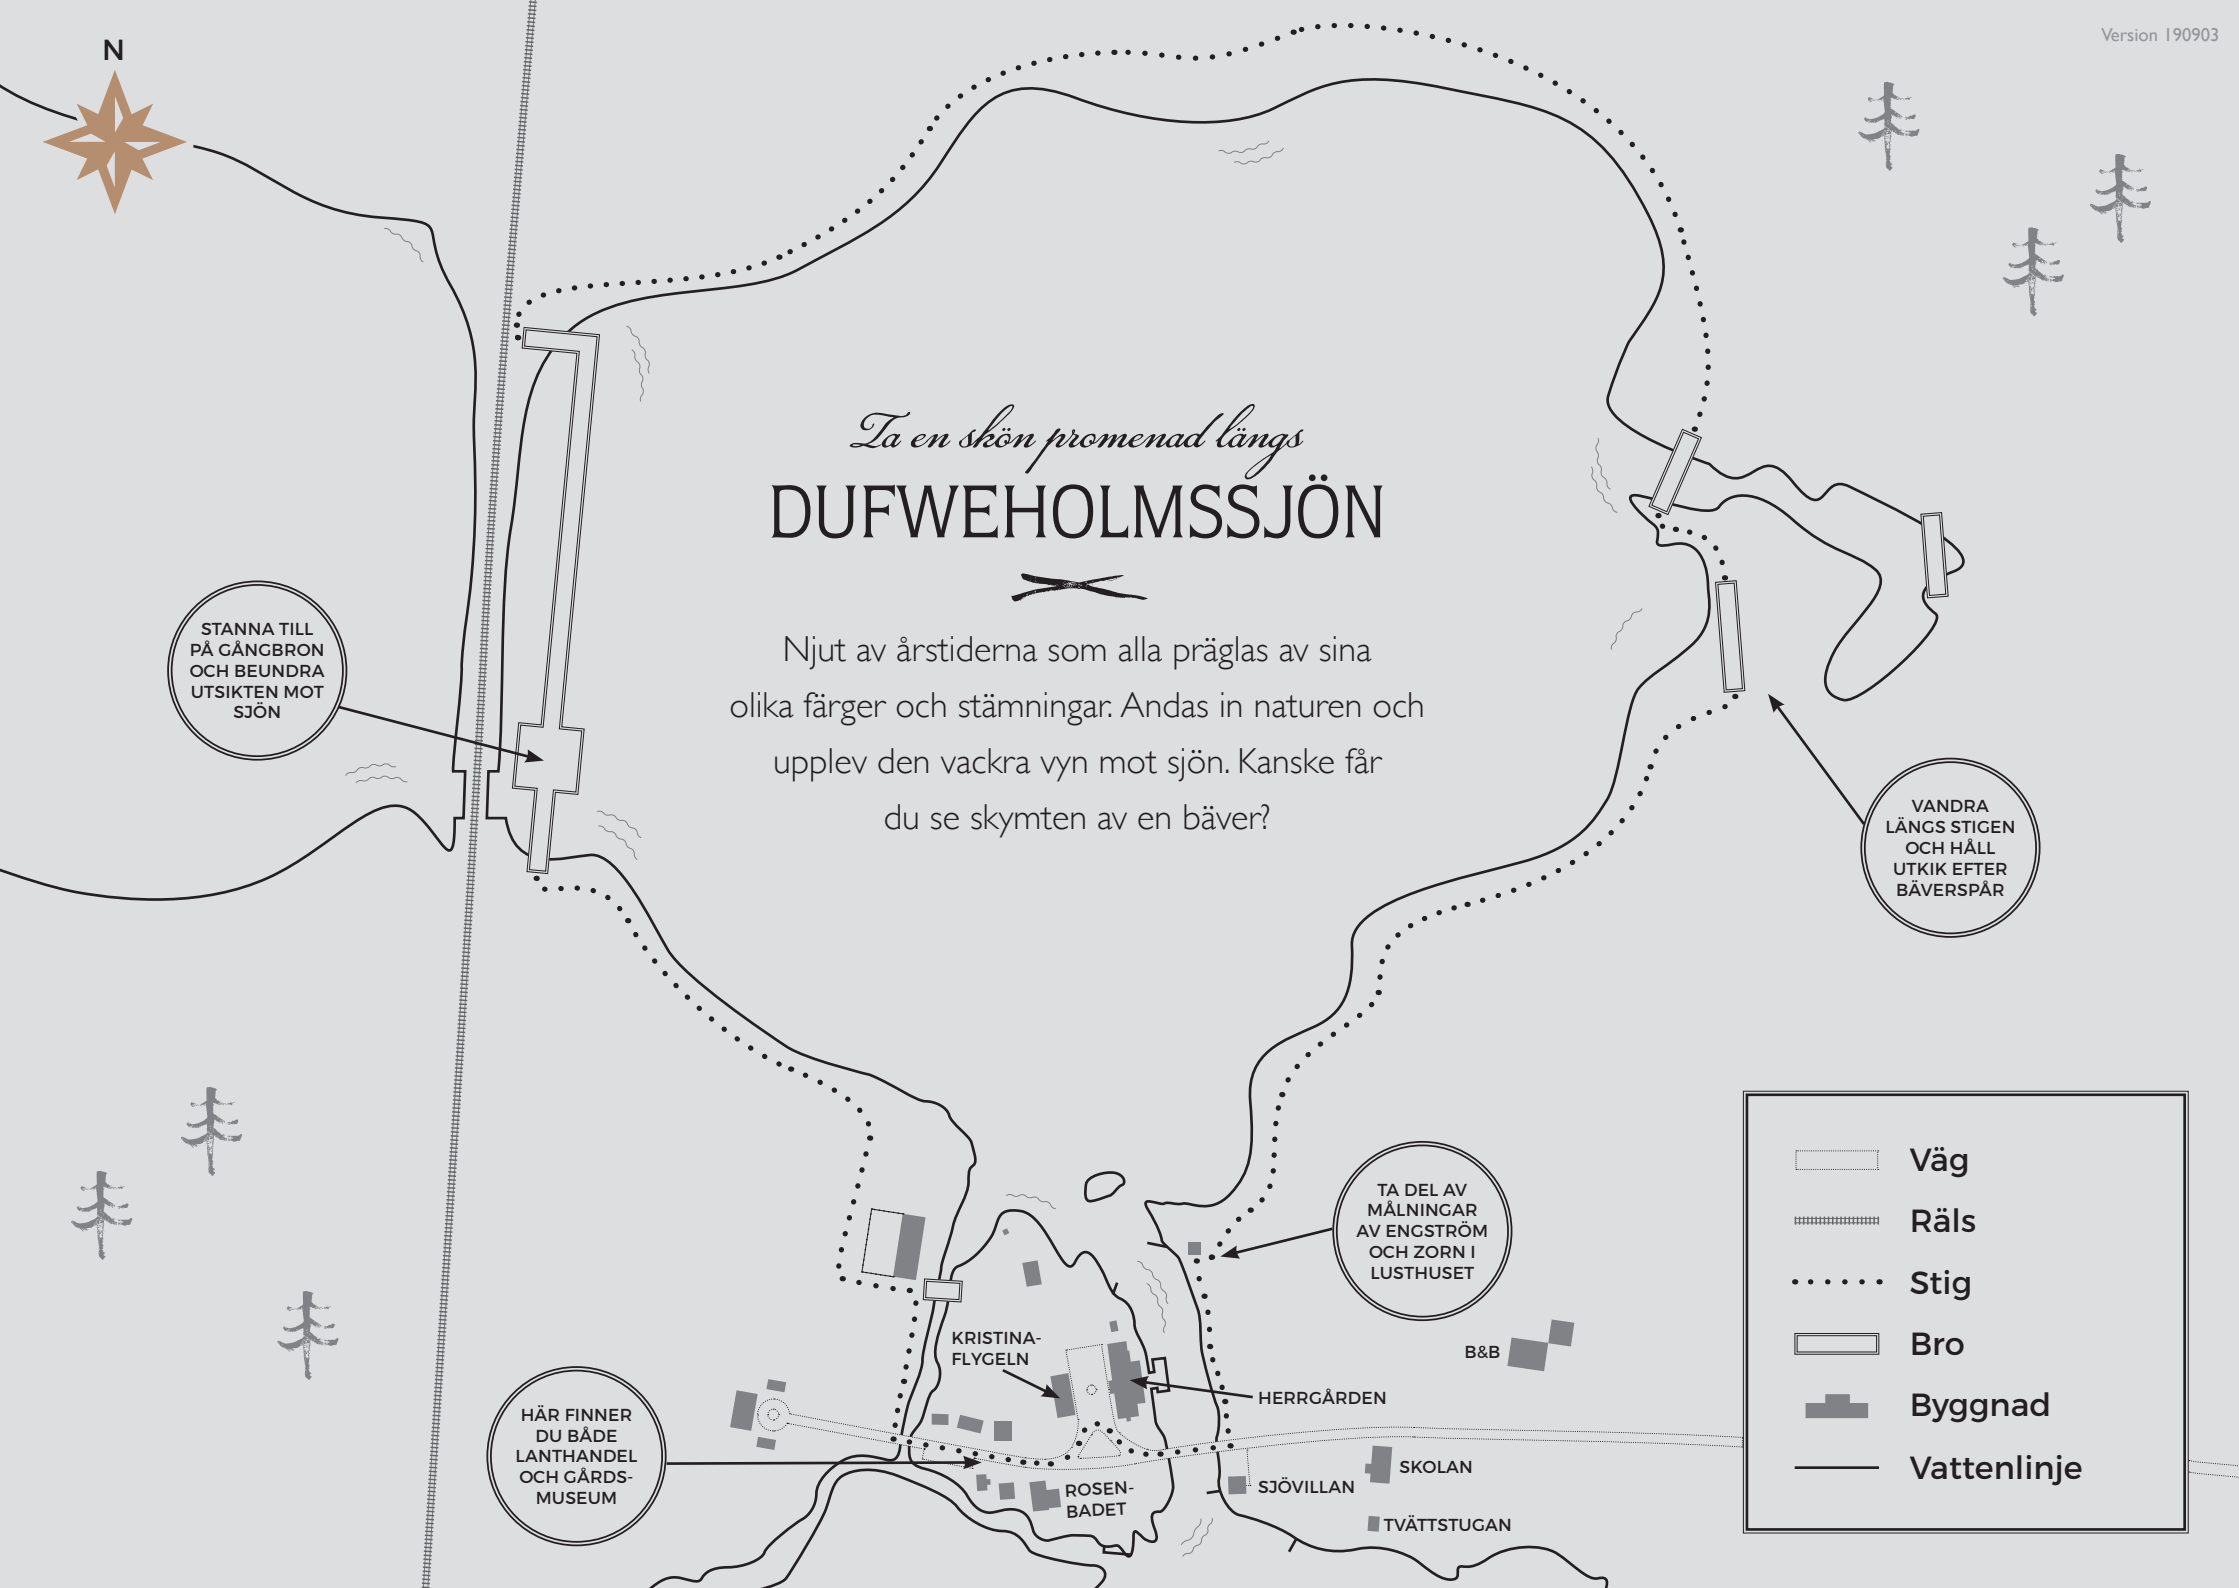 N
Version 190903
Ta en skön promenad längs
DUFWEHOLMSSJÖN
Njut av årstiderna som alla präglas av sina
olika färger och stämningar. Andas in naturen och
upplev den vackra vyn mot sjön. Kanske får
du se skymten av en bäver?
STANNA TILL
PÅ GÅNGBRON
OCH BEUNDRA
UTSIKTEN MOT
SJÖN
VANDRA
LÄNGS STIGEN
OCH HÅLL
UTKIK EFTER
BÄVERSPÅR
TA DEL AV
MÅLNINGAR
AV ENGSTRÖM
OCH ZORN I
LUSTHUSET
HÄR FINNER
DU BÅDE
LANTHANDEL
OCH GÅRDS-
MUSEUM
KRISTINA-
FLYGELN
HERRGÅRDEN
B&B
ROSEN-
BADET
SJÖVILLAN
SKOLAN
TVÄTTSTUGAN
Väg
Räls
Stig
Bro
Byggnad
Vattenlinje